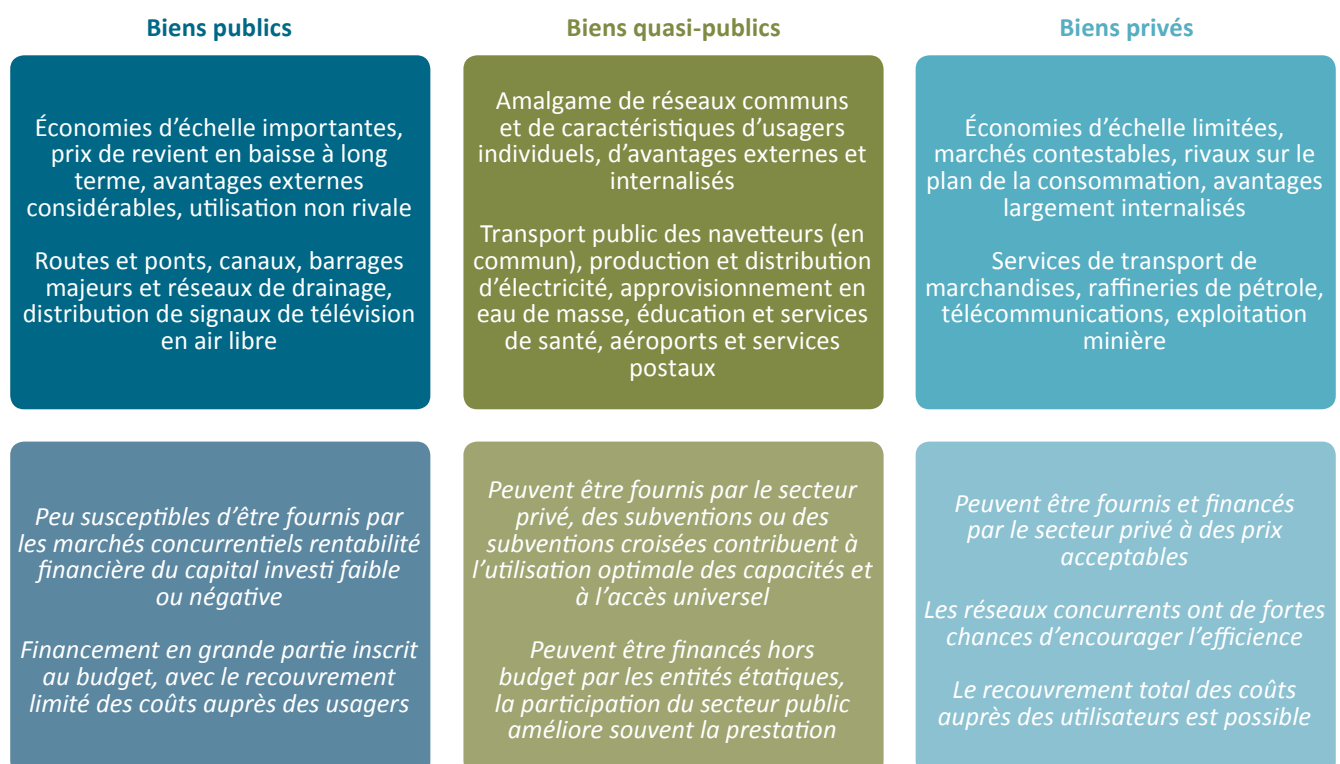 Biens publics
Économies d'échelle importantes,
prix de revient en baisse à long
terme, avantages externes
considérables, utilisation non rivale
Routes et ponts, canaux, barrages
majeurs et réseaux de drainage,
distribution de signaux de télévision
en air libre
Peu susceptibles d'être fournis par
les marchés concurrentiels rentabilité
financière du capital investi faible
ou négative
Financement en grande partie inscrit
au budget, avec le recouvrement
limité des coûts auprès des usagers
Biens quasi-publics
Amalgame de réseaux communs
et de caractéristiques d'usagers
individuels, d'avantages externes et
internalisés
Transport public des navetteurs (en
commun), production et distribution
d'électricité, approvisionnement en
eau de masse, éducation et services
de santé, aéroports et services
postaux
Peuvent être fournis par le secteur
privé, des subventions ou des
subventions croisées contribuent à
l'utilisation optimale des capacités et
à l'accès universel
Peuvent être financés hors
budget par les entités étatiques,
la participation du secteur public
améliore souvent la prestation
Biens privés
Économies d'échelle limitées,
marchés contestables, rivaux sur le
plan de la consommation, avantages
largement internalisés
Services de transport de
marchandises, raffineries de pétrole,
télécommunications, exploitation
minière
Peuvent être fournis et financés
par le secteur privé à des prix
acceptables
Les réseaux concurrents ont de fortes
chances d'encourager l'efficience
Le recouvrement total des coûts
auprès des utilisateurs est possible